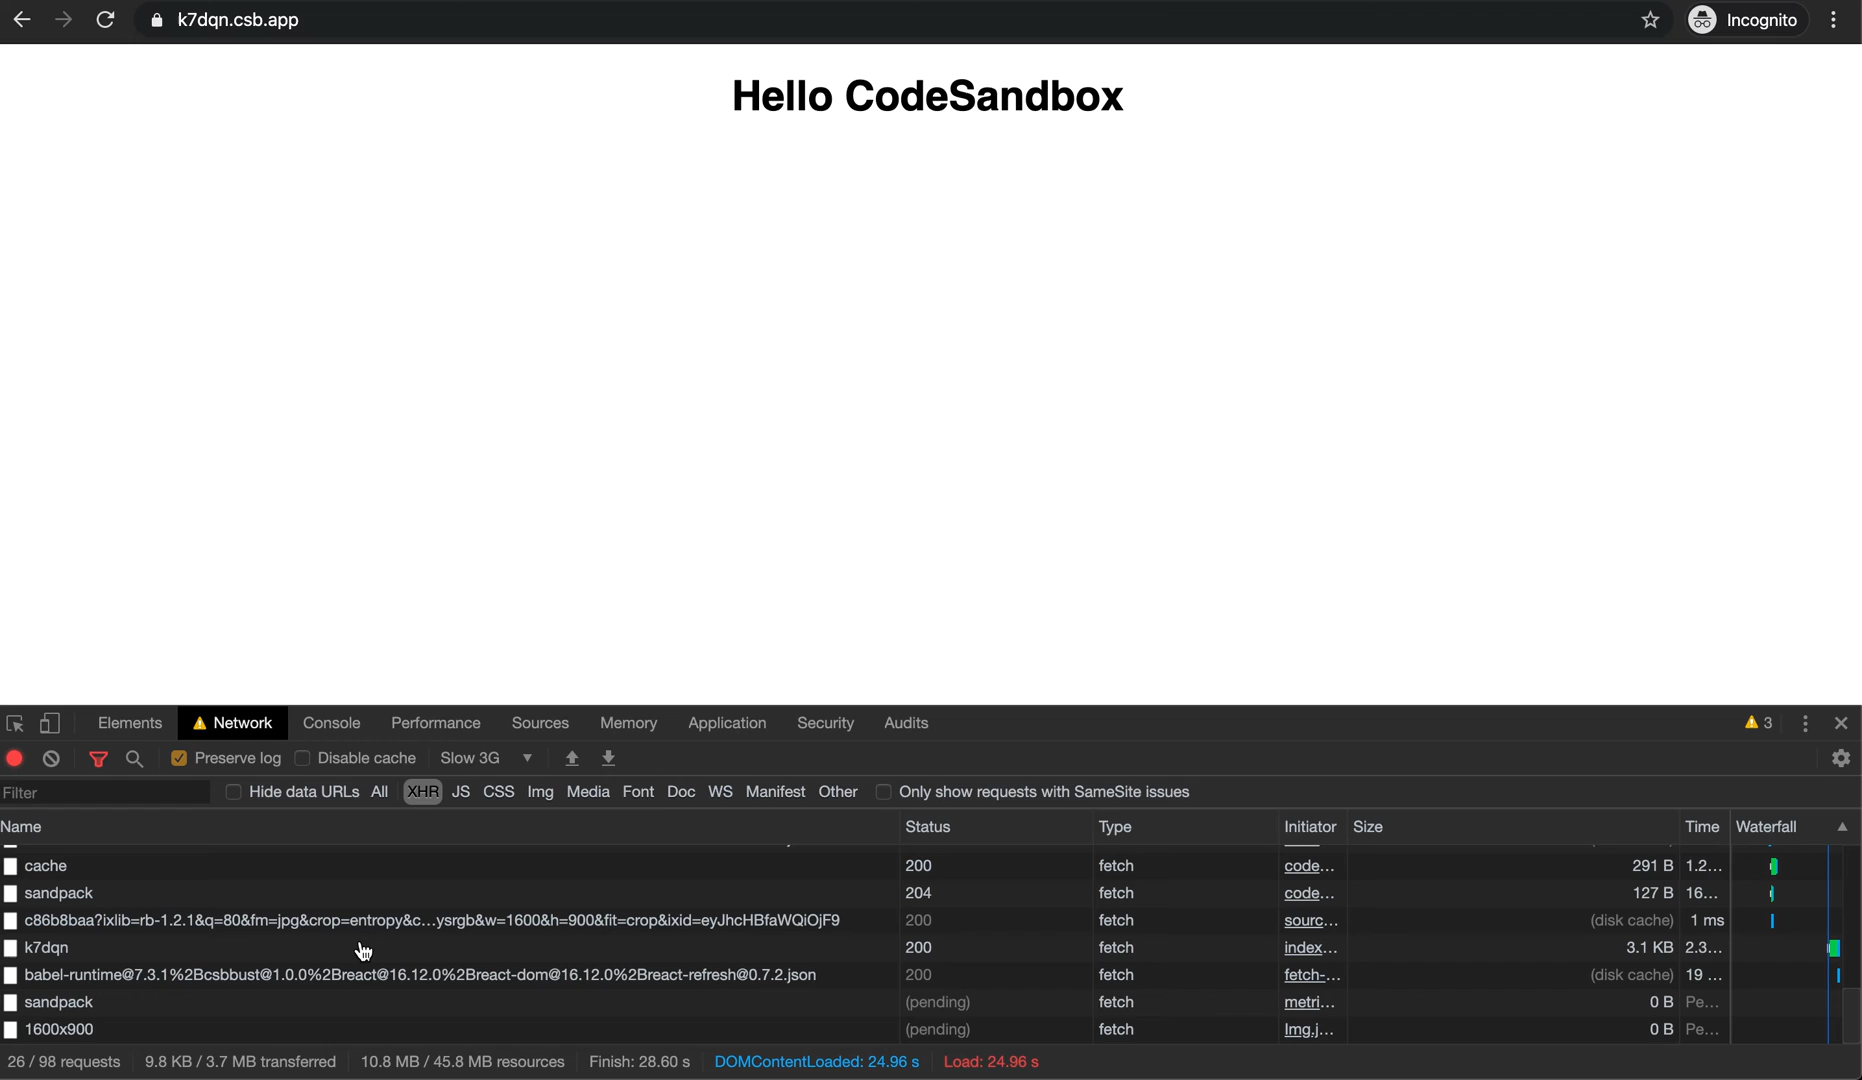 k7dqn.csb.app
Incognito
Hello CodeSandbox
Elements Network Console Performance Sources Memory Application Security Audits 3
Preserve log Disable cache Slow 3G
Filter Hide data URLs All XHR JS CSS Img Media Font Doc WS Manifest Other Only show requests with SameSite issues
Name Status Type Initiator Size Time Waterfall
cache 200 fetch code... 291 B 1.2...
sandpack 204 fetch code... 127 B 16...
c86b8baa?ixlib=rb-1.2.1&q=80&fm=jpg&crop=entropy&c...ysrgb&w=1600&h=900&fit=crop&ixid=eyJhcHBfaWQiOjF9 200 fetch sourc... (disk cache) 1 ms
k7dqn 200 fetch index... 3.1 KB 2.3...
babel-runtime@7.3.1%2Bcsbbust@1.0.0%2Breact@16.12.0%2Breact-dom@16.12.0%2Breact-refresh@0.7.2.json 200 fetch fetch-... (disk cache) 19 ...
sandpack (pending) fetch metri... 0 B Pe...
1600x900 (pending) fetch Img.j... 0 B Pe...
26 / 98 requests 9.8 KB / 3.7 MB transferred 10.8 MB / 45.8 MB resources Finish: 28.60 s DOMContentLoaded: 24.96 s Load: 24.96 s